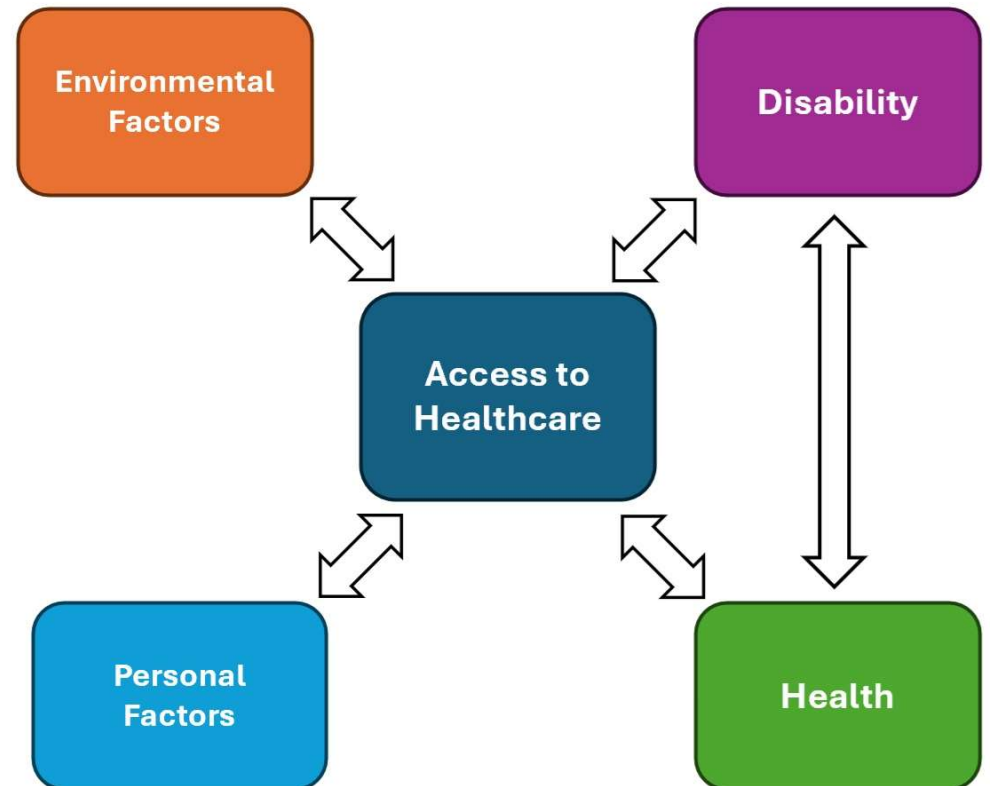 Environmental
Factors
Disability
Access to
Healthcare
Personal
Factors
Health